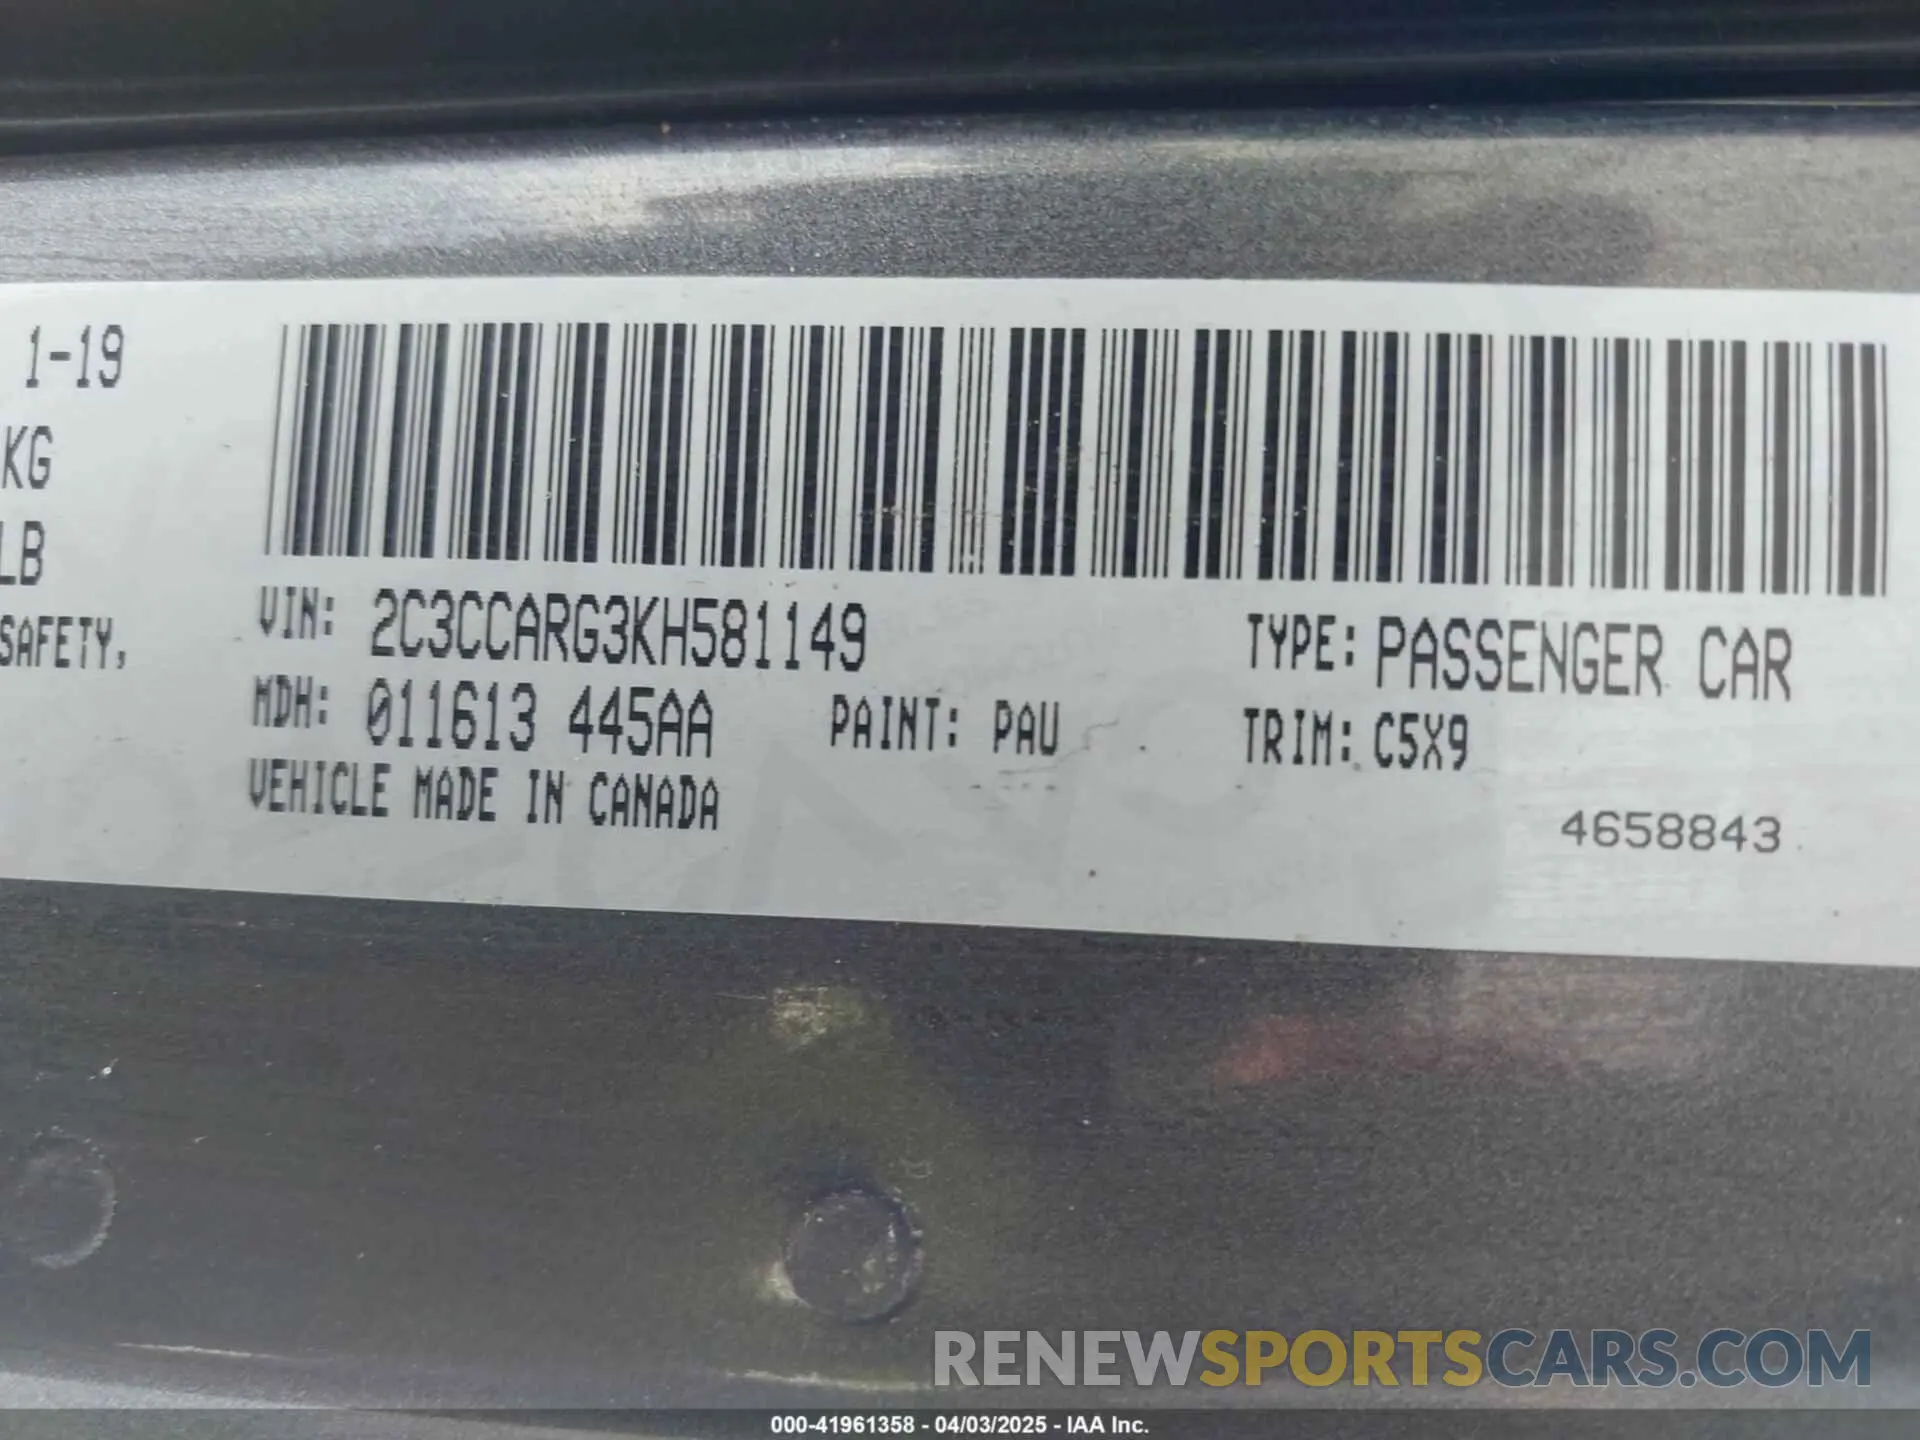 1-19
KG
LB
SAFETY,
VIN: 2C3CCARG3KH581149
TYPE: PASSENGER CAR
MDH: 011613 445AA
PAINT: PAU
TRIM: C5X9
VEHICLE MADE IN CANADA
4658843
RENEWSPORTSCARS.COM
000-41961358 - 04/03/2025 - IAA Inc.